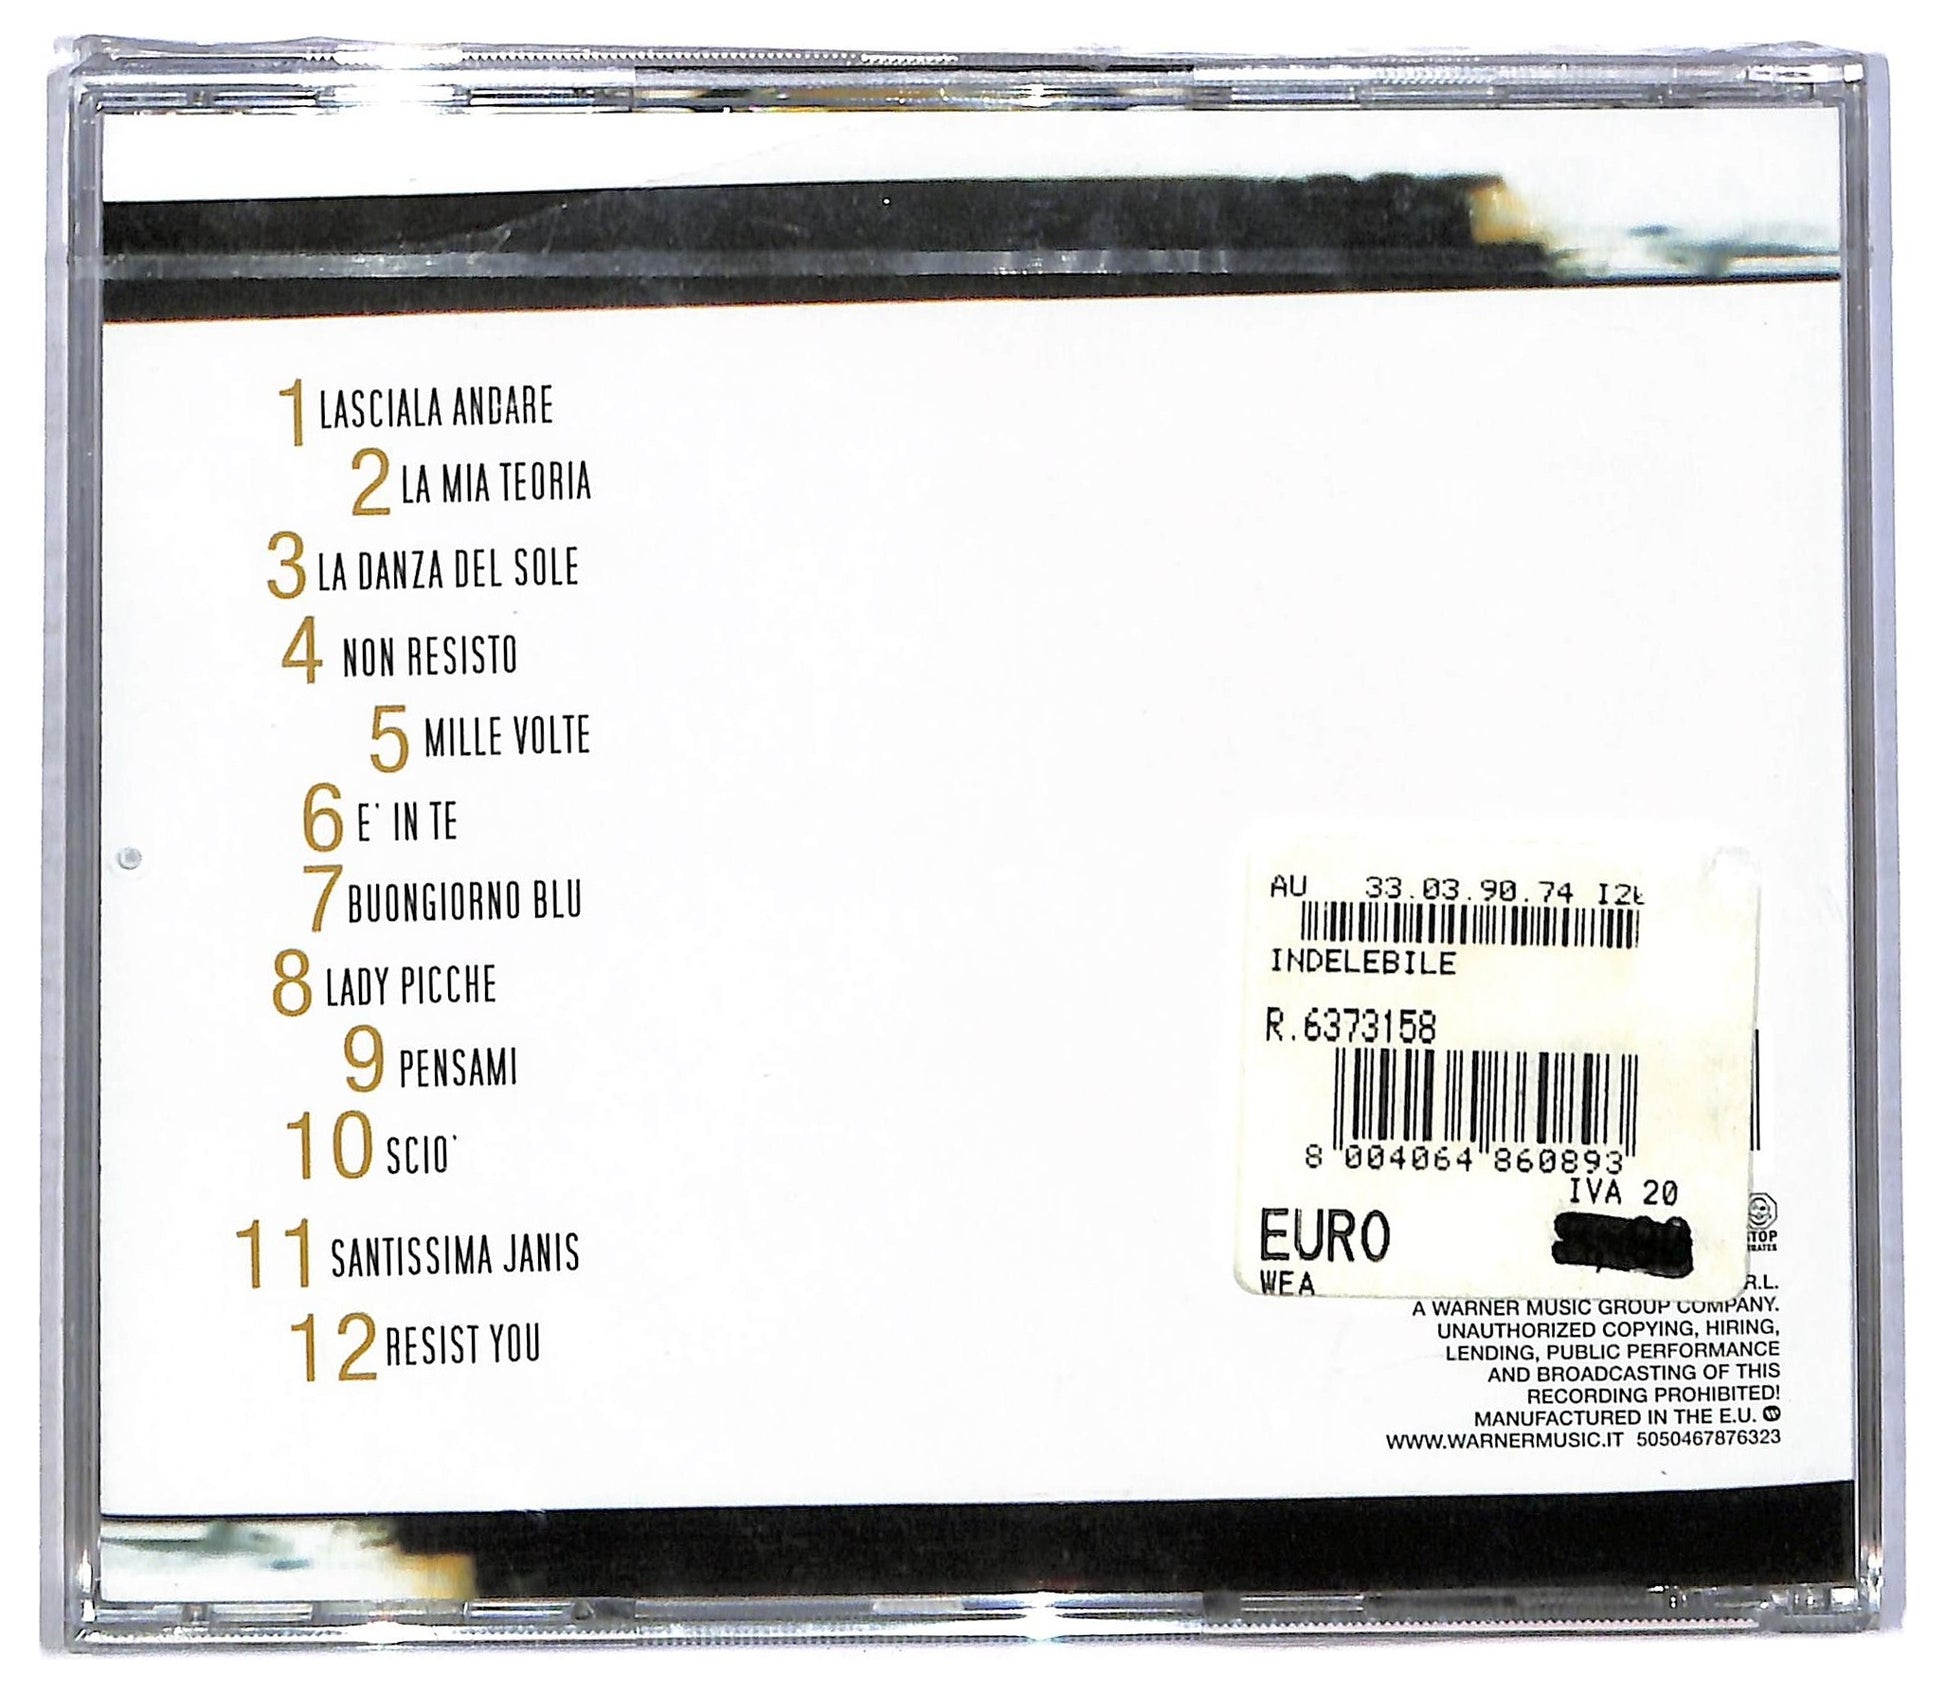 1 LASCIALA ANDARE
2 LA MIA TEORIA
3 LA DANZA DEL SOLE
4 NON RESISTO
5 MILLE VOLTE
6 E' IN TE
7 BUONGIORNO BLU
8 LADY PICCHE
9 PENSAMI
10 SCIO'
11 SANTISSIMA JANIS
12 RESIST YOU
AU 33.03.90.74
INDELEBILE
R.6373158
8 004064 860893
IVA 20
EURO
WEA
R.L.
A WARNER MUSIC GROUP COMPANY.
UNAUTHORIZED COPYING, HIRING,
LENDING, PUBLIC PERFORMANCE
AND BROADCASTING OF THIS
RECORDING PROHIBITED!
MANUFACTURED IN THE E.U.
WWW.WARNERMUSIC.IT 5050467876323